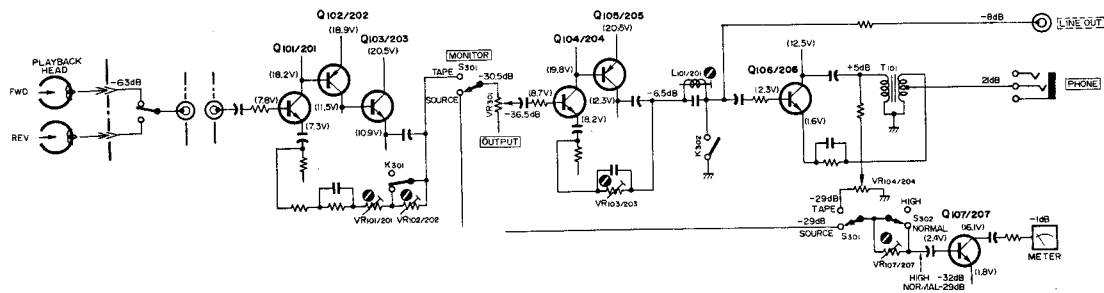 PLAYBACK HEAD
FWD
REV
-63dB
Q101/201
(18.2V)
(7.8V)
(7.3V)
Q102/202
(18.9V)
(11.5V)
Q103/203
(20.5V)
(10.9V)
K301
VR101/201
VR102/202
MONITOR
TAPE
S301
SOURCE
-30.5dB
VR301
-36.5dB
OUTPUT
Q104/204
(19.8V)
(8.7V)
(8.2V)
Q105/205
(20.8V)
(12.3V)
VR103/203
L101/201
-6.5dB
K302
Q106/206
(12.5V)
(2.3V)
(1.6V)
+5dB
T101
-8dB
LINE OUT
21dB
PHONE
VR104/204
-29dB
TAPE
-29dB
SOURCE
S301
HIGH
S302
NORMAL
VR107/207
(2.4V)
HIGH -32dB
NORMAL-29dB
Q107/207
(16.1V)
(1.8V)
-1dB
METER